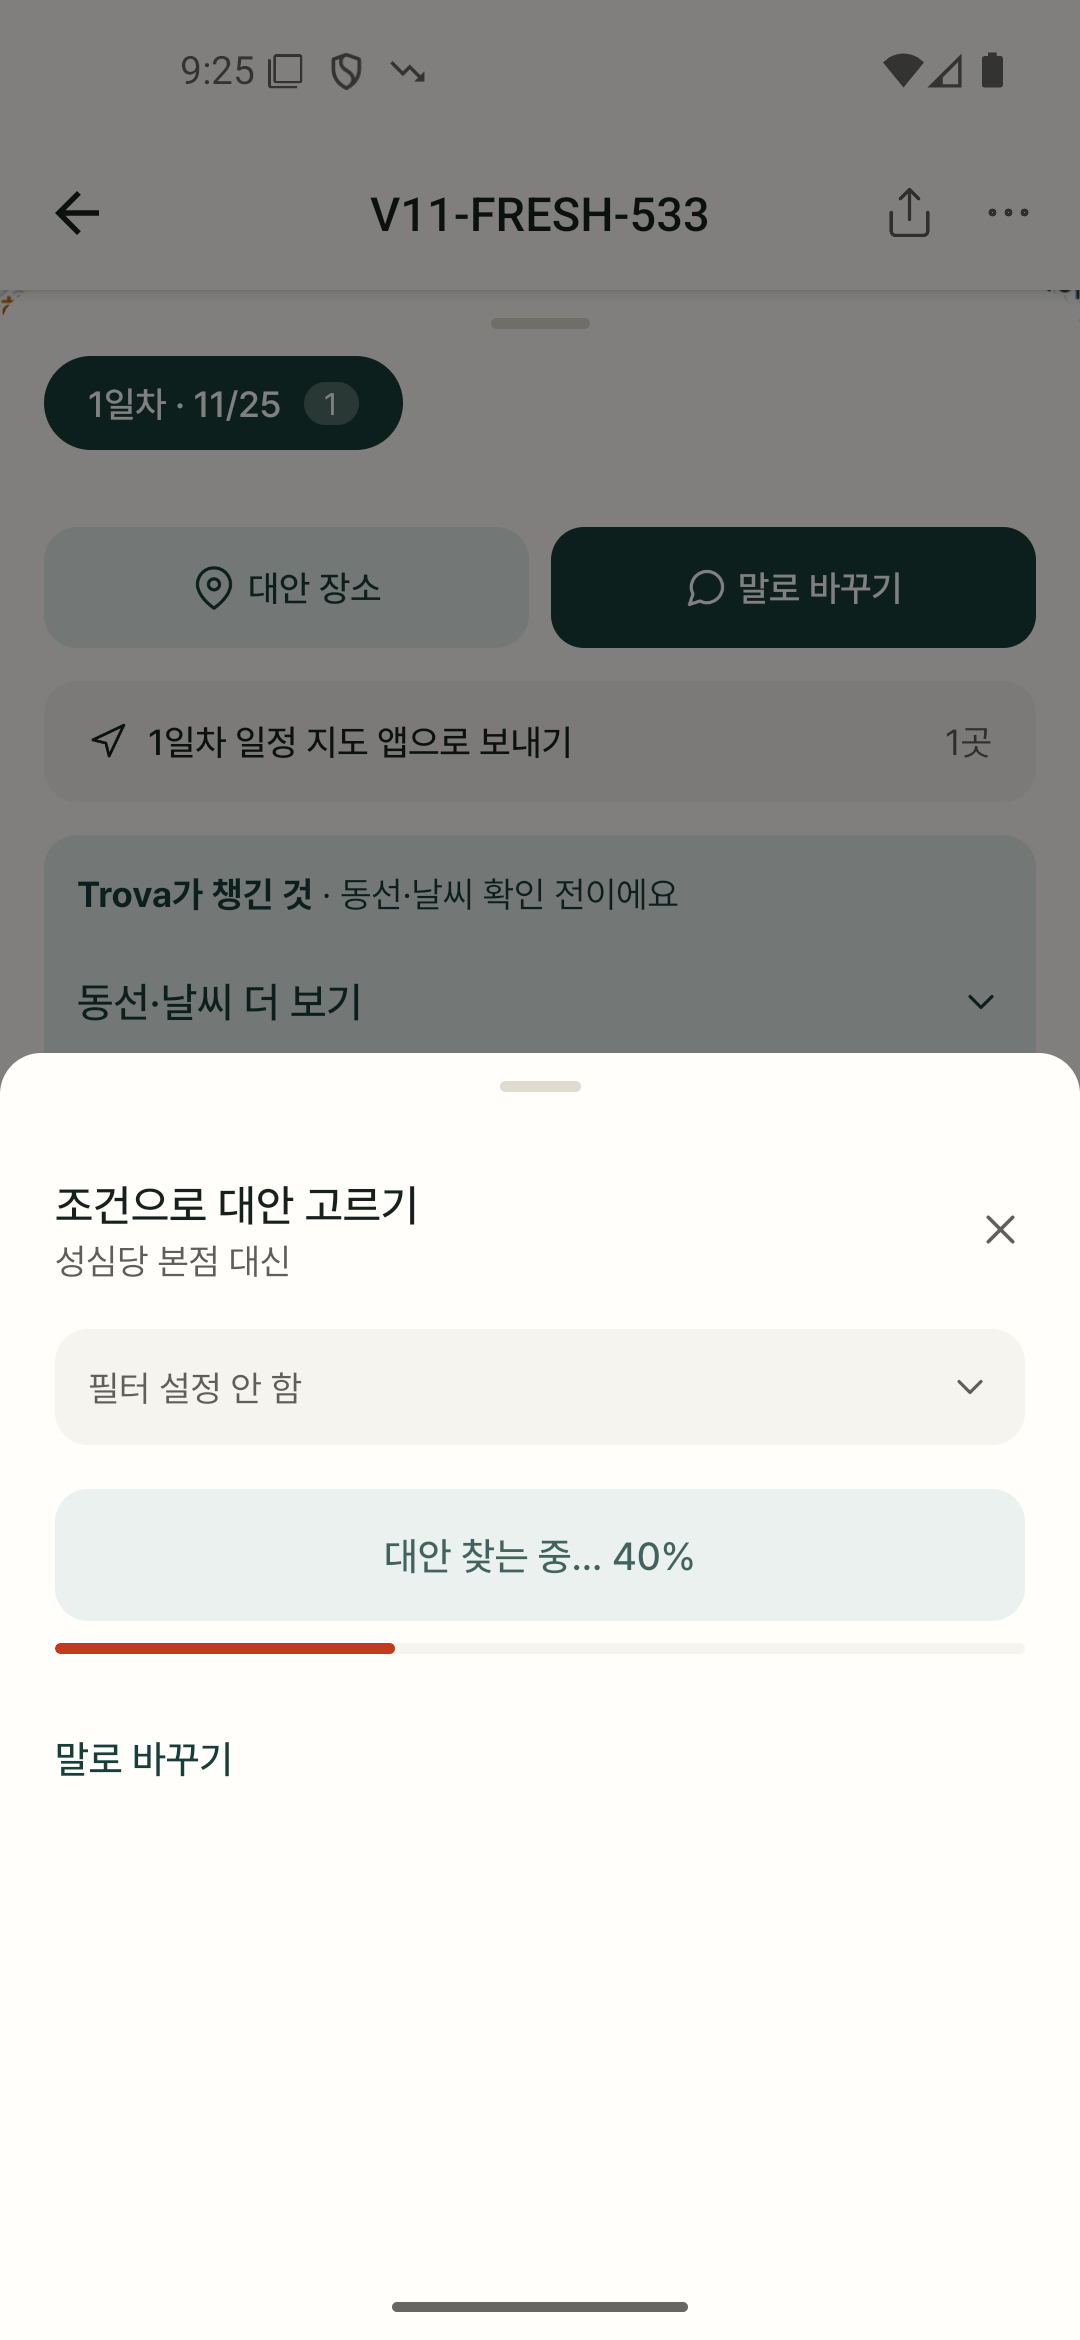 9:25
V11-FRESH-533
1일차 · 11/25 1
대안 장소
말로 바꾸기
1일차 일정 지도 앱으로 보내기
1곳
Trova가 챙긴 것 · 동선·날씨 확인 전이에요
동선·날씨 더 보기
조건으로 대안 고르기
성심당 본점 대신
필터 설정 안 함
대안 찾는 중... 40%
말로 바꾸기